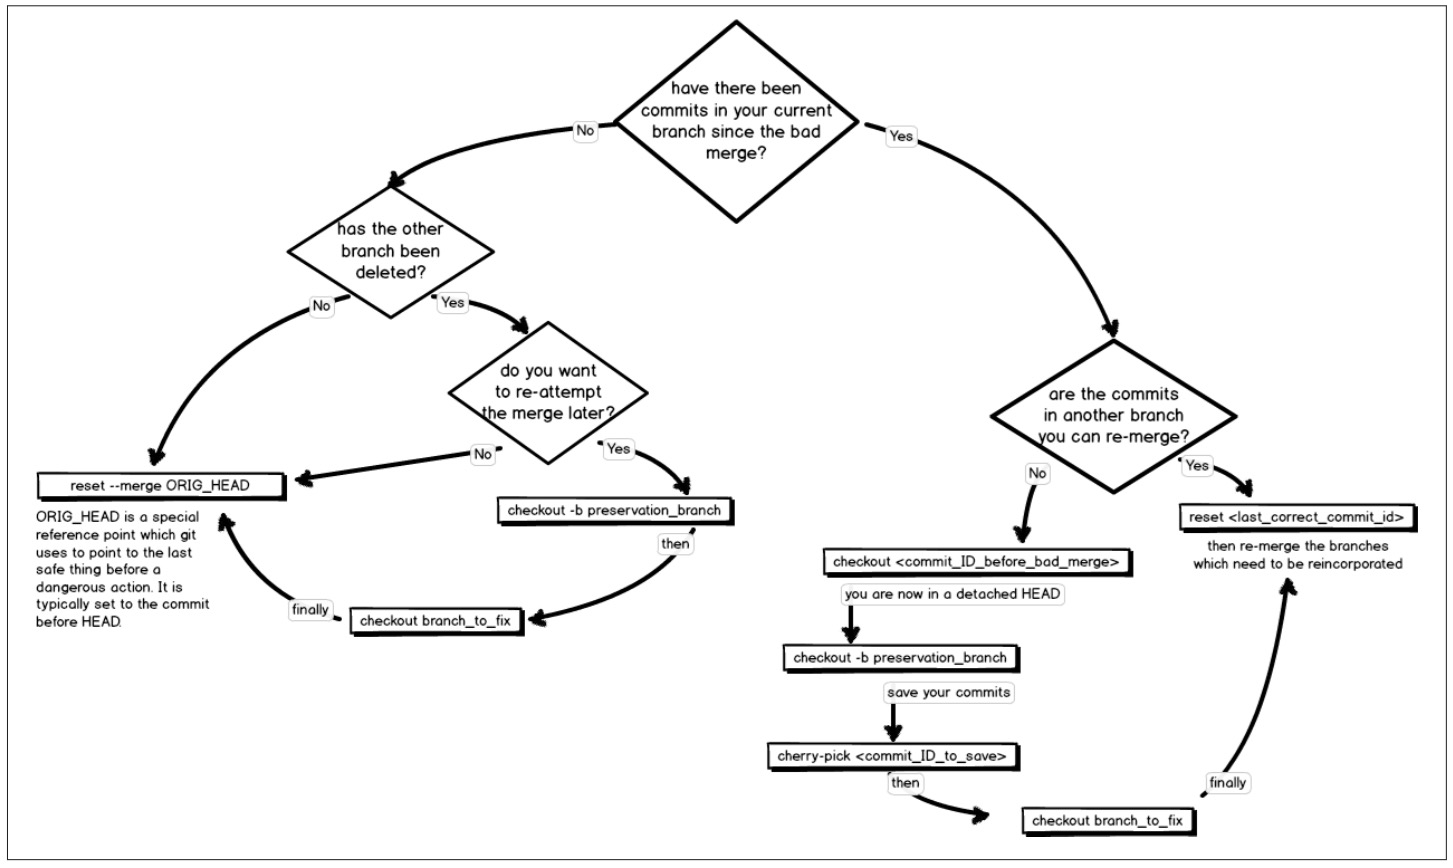 have there been
commits in your current
branch since the bad
merge?
No
Yes
has the other
branch been
deleted?
No
Yes
do you want
to re-attempt
the merge later?
No
Yes
reset --merge ORIG_HEAD
ORIG_HEAD is a special
reference point which git
uses to point to the last
safe thing before a
dangerous action. It is
typically set to the commit
before HEAD.
checkout -b preservation_branch
then
checkout branch_to_fix
finally
are the commits
in another branch
you can re-merge?
No
Yes
reset <last_correct_commit_id>
then re-merge the branches
which need to be reincorporated
checkout <commit_ID_before_bad_merge>
you are now in a detached HEAD
checkout -b preservation_branch
save your commits
cherry-pick <commit_ID_to_save>
then
checkout branch_to_fix
finally